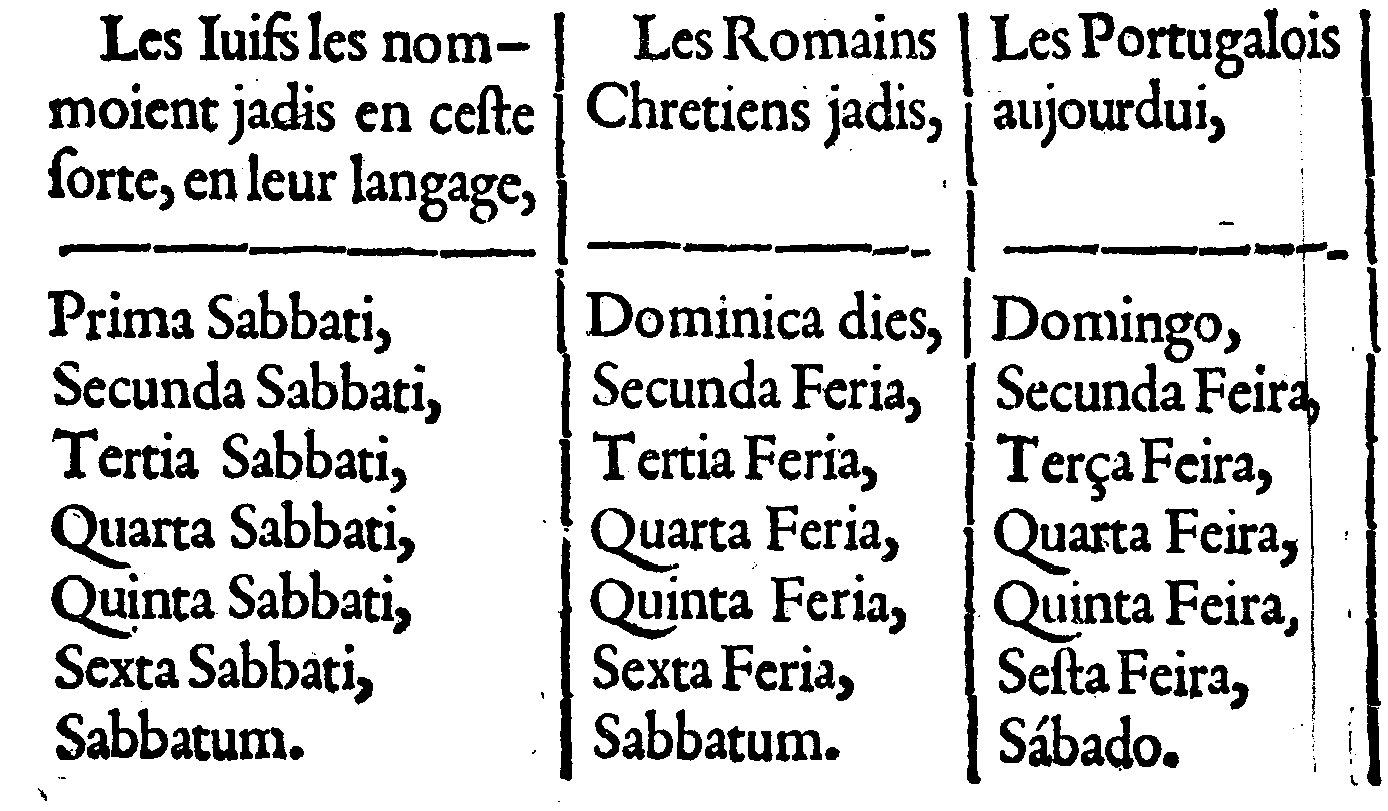 Les Iuifs les nom-
moient jadis en ceſte
ſorte, en leur langage,
Prima Sabbati,
Secunda Sabbati,
Tertia Sabbati,
Quarta Sabbati,
Quinta Sabbati,
Sexta Sabbati,
Sabbatum.
Les Romains
Chretiens jadis,
Dominica dies,
Secunda Feria,
Tertia Feria,
Quarta Feria,
Quinta Feria,
Sexta Feria,
Sabbatum.
Les Portugalois
aujourdui,
Domingo,
Secunda Feira,
Terça Feira,
Quarta Feira,
Quinta Feira,
Seſta Feira,
Sábado.